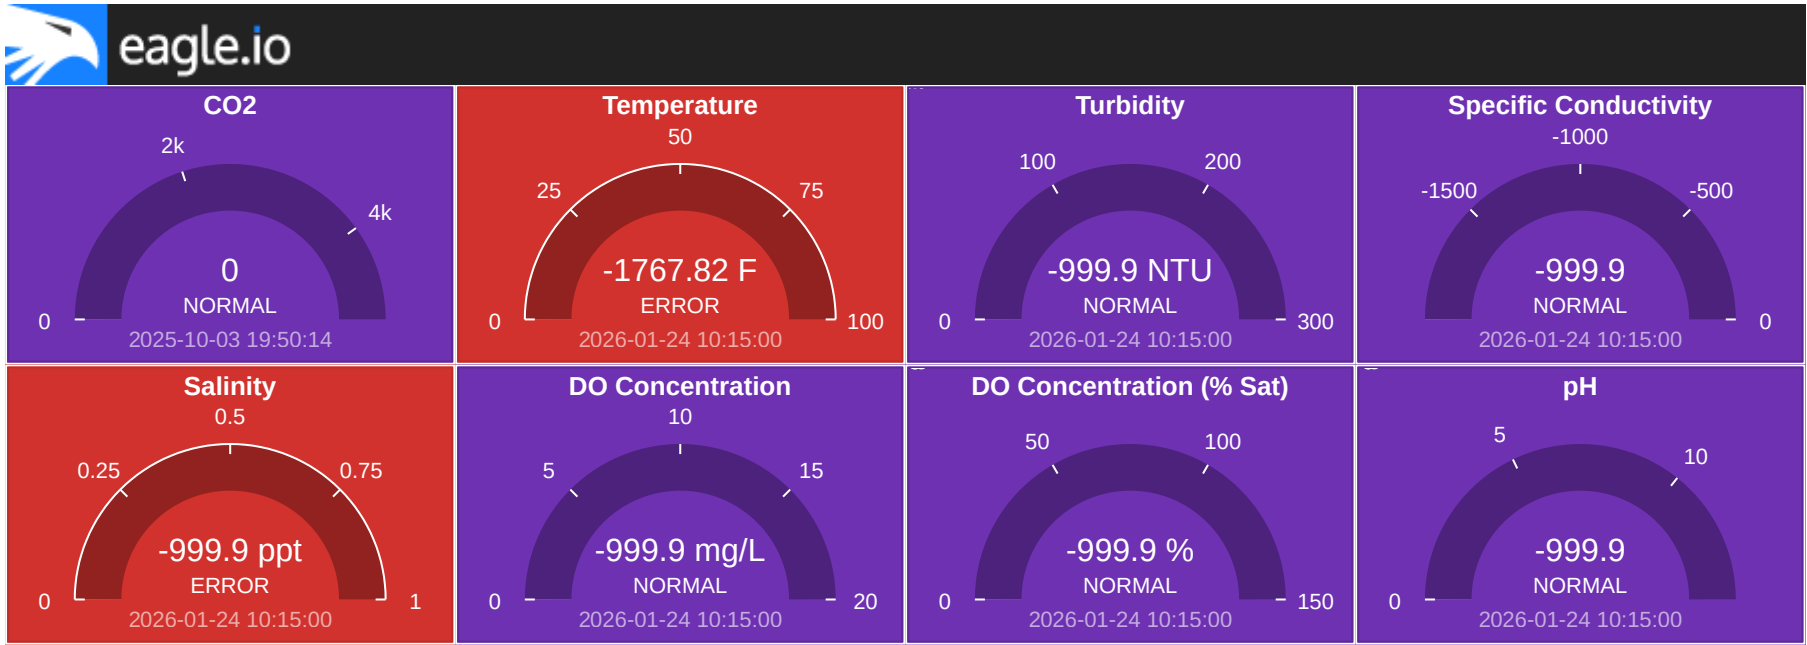 eagle.io
CO2
2k
4k
0
0
NORMAL
2025-10-03 19:50:14
Temperature
50
25
75
-1767.82 F
ERROR
0
100
2026-01-24 10:15:00
Turbidity
100
200
-999.9 NTU
NORMAL
0
300
2026-01-24 10:15:00
Specific Conductivity
-1000
-1500
-500
-999.9
NORMAL
0
2026-01-24 10:15:00
Salinity
0.5
0.25
0.75
-999.9 ppt
ERROR
0
1
2026-01-24 10:15:00
DO Concentration
10
5
15
-999.9 mg/L
NORMAL
0
20
2026-01-24 10:15:00
DO Concentration (% Sat)
50
100
-999.9 %
NORMAL
0
150
2026-01-24 10:15:00
pH
5
10
-999.9
NORMAL
0
2026-01-24 10:15:00